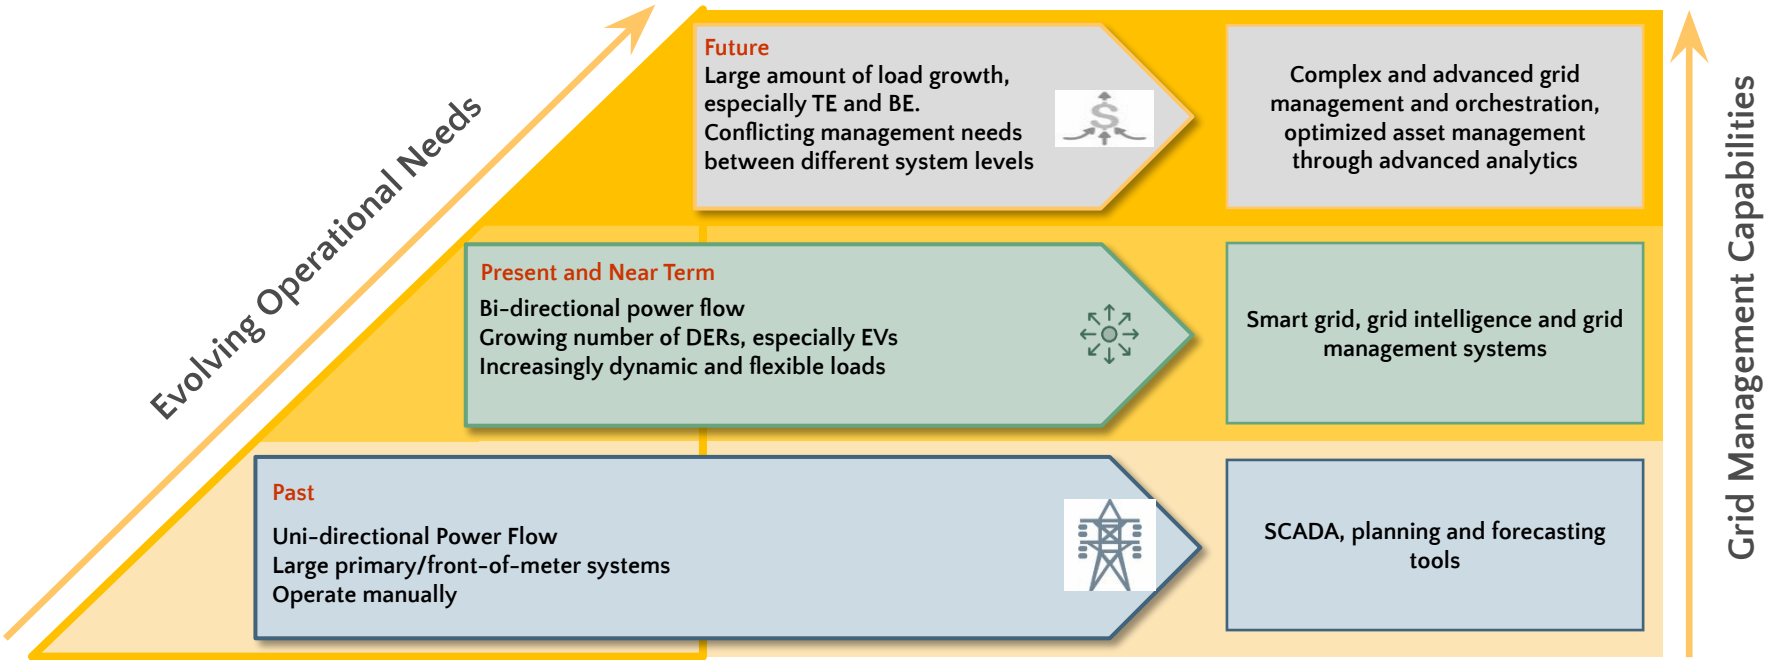 Evolving Operational Needs
Future
Large amount of load growth,
especially TE and BE.
Conflicting management needs
between different system levels
Complex and advanced grid
management and orchestration,
optimized asset management
through advanced analytics
Present and Near Term
Bi-directional power flow
Growing number of DERs, especially EVs
Increasingly dynamic and flexible loads
Smart grid, grid intelligence and grid
management systems
Past
Uni-directional Power Flow
Large primary/front-of-meter systems
Operate manually
SCADA, planning and forecasting
tools
Grid Management Capabilities
$